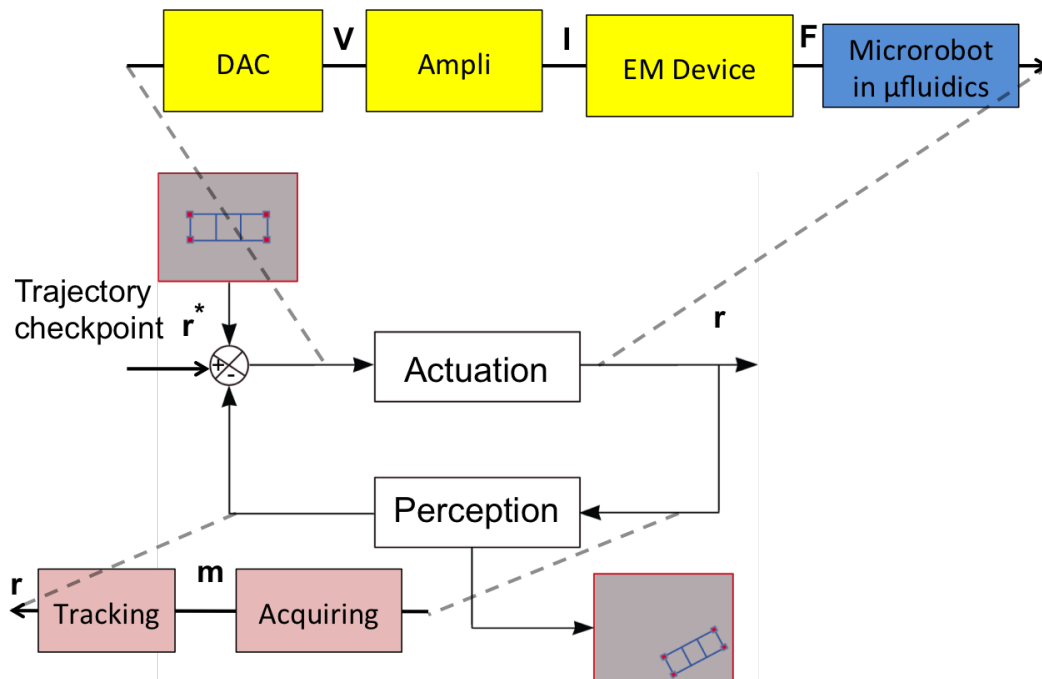 V
I
F
DAC
Ampli
EM Device
Microrobot
in µfluidics
Trajectory
checkpoint
r*
r
+
-
Actuation
Perception
r
m
Tracking
Acquiring